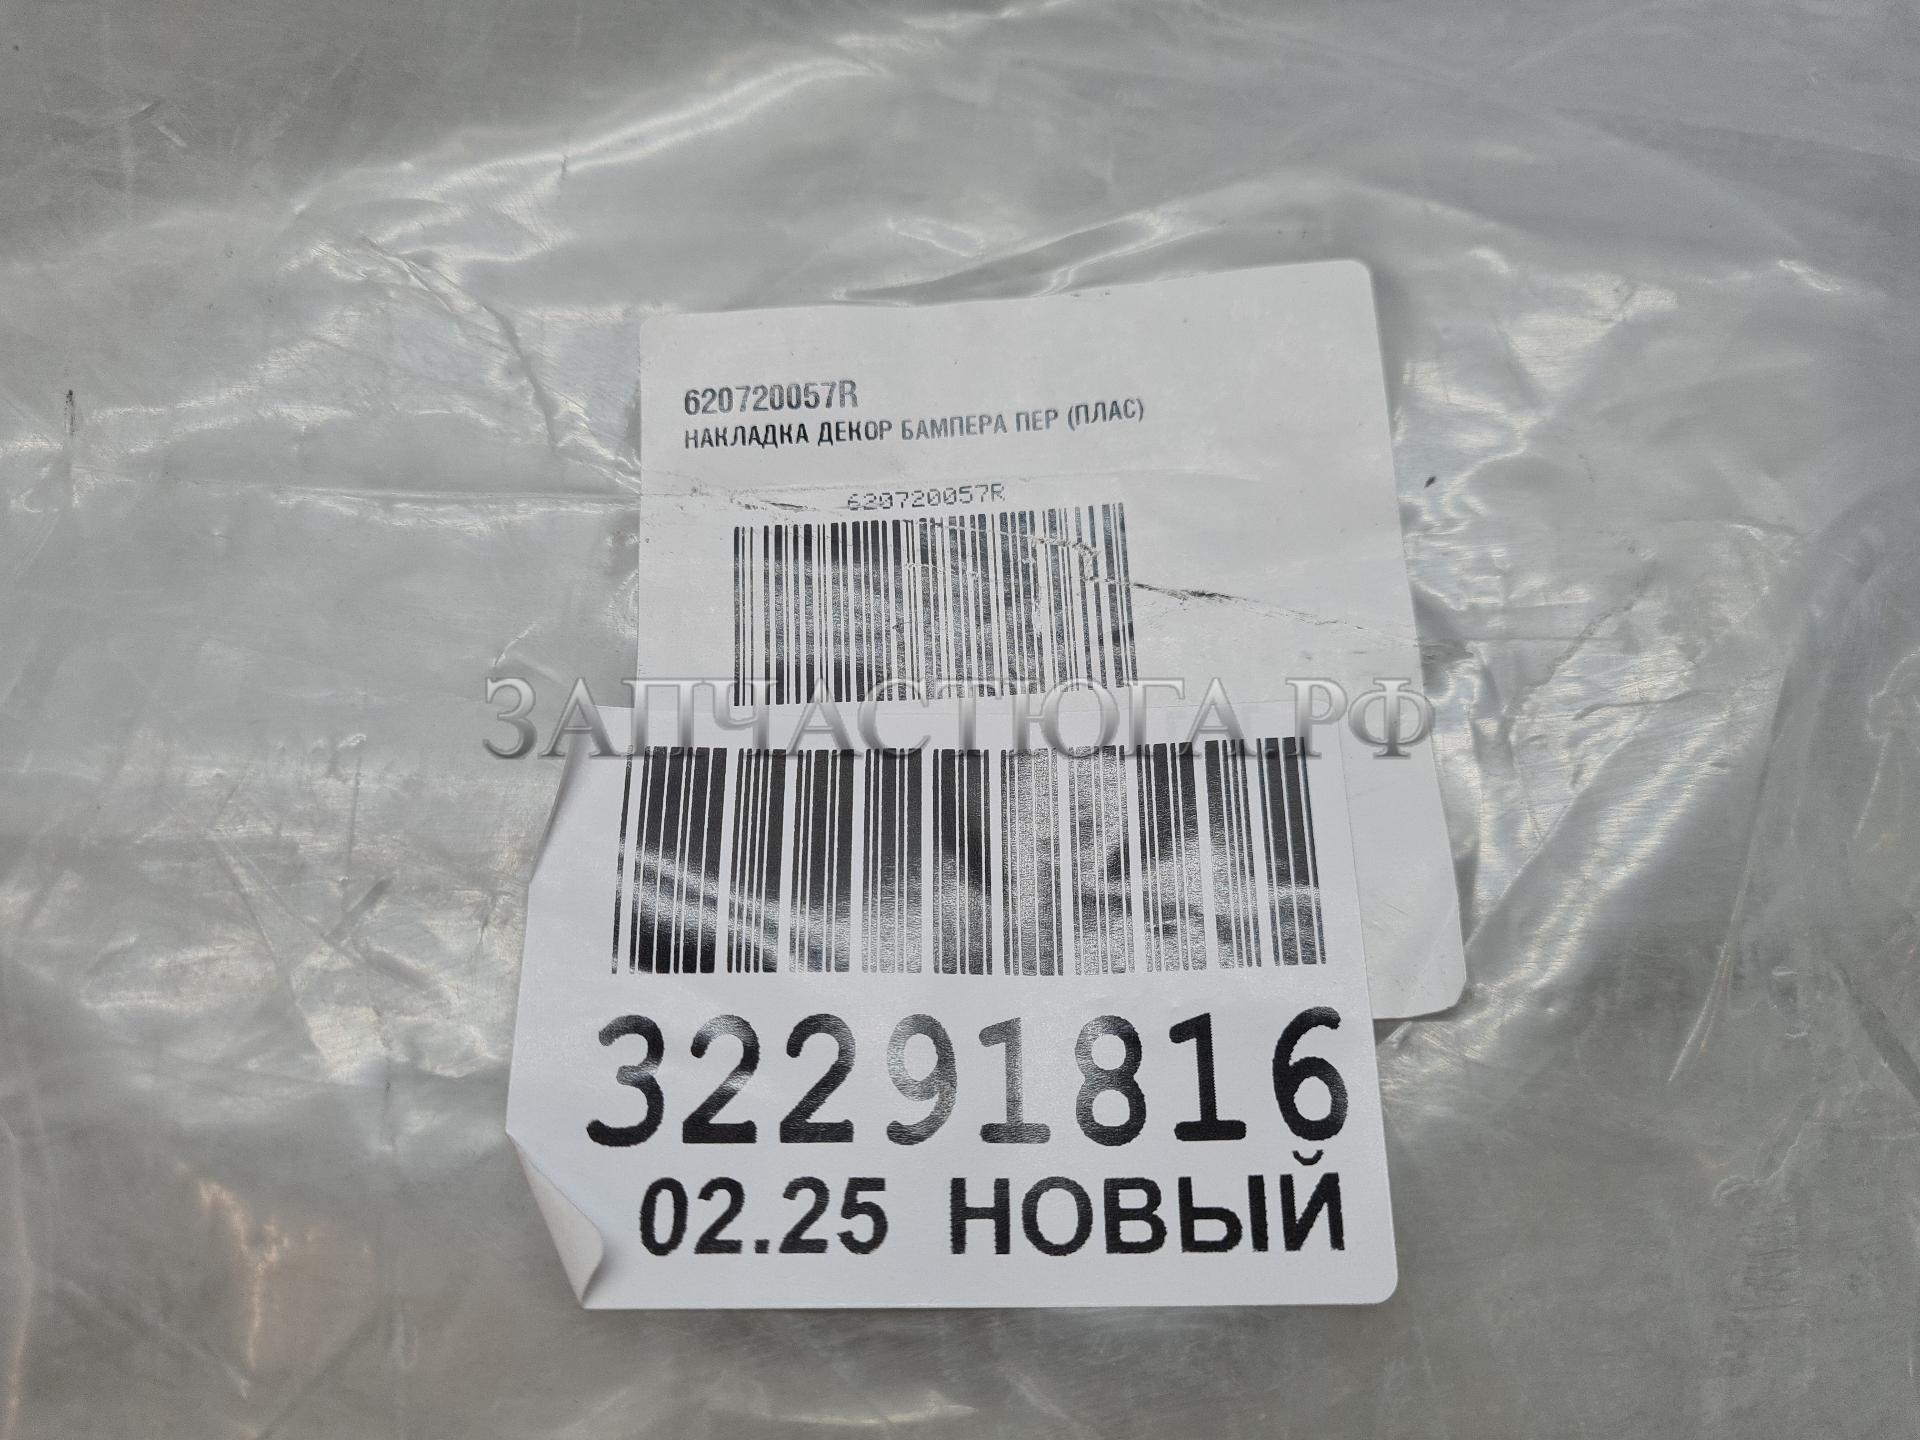 620720057R
НАКЛАДКА ДЕКОР БАМПЕРА ПЕР (ПЛАС)
620720057R
ЗАПЧАСТЮГА.РФ
32291816
02.25 НОВЫЙ